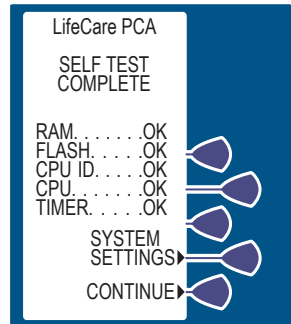 LifeCare PCA
SELF TEST
COMPLETE
RAM. . . . . . .OK
FLASH. . . . .OK
CPU ID. . . . .OK
CPU. . . . . . .OK
TIMER. . . . .OK
SYSTEM
SETTINGS
CONTINUE